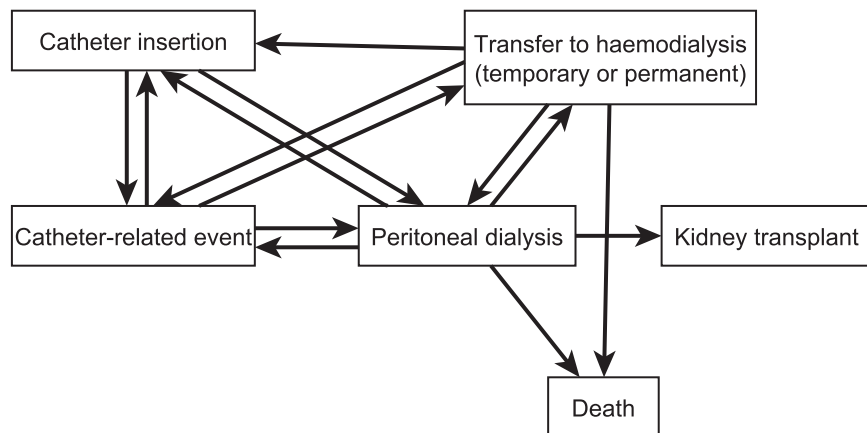 Catheter insertion
Transfer to haemodialysis
(temporary or permanent)
Catheter-related event
Peritoneal dialysis
Kidney transplant
Death